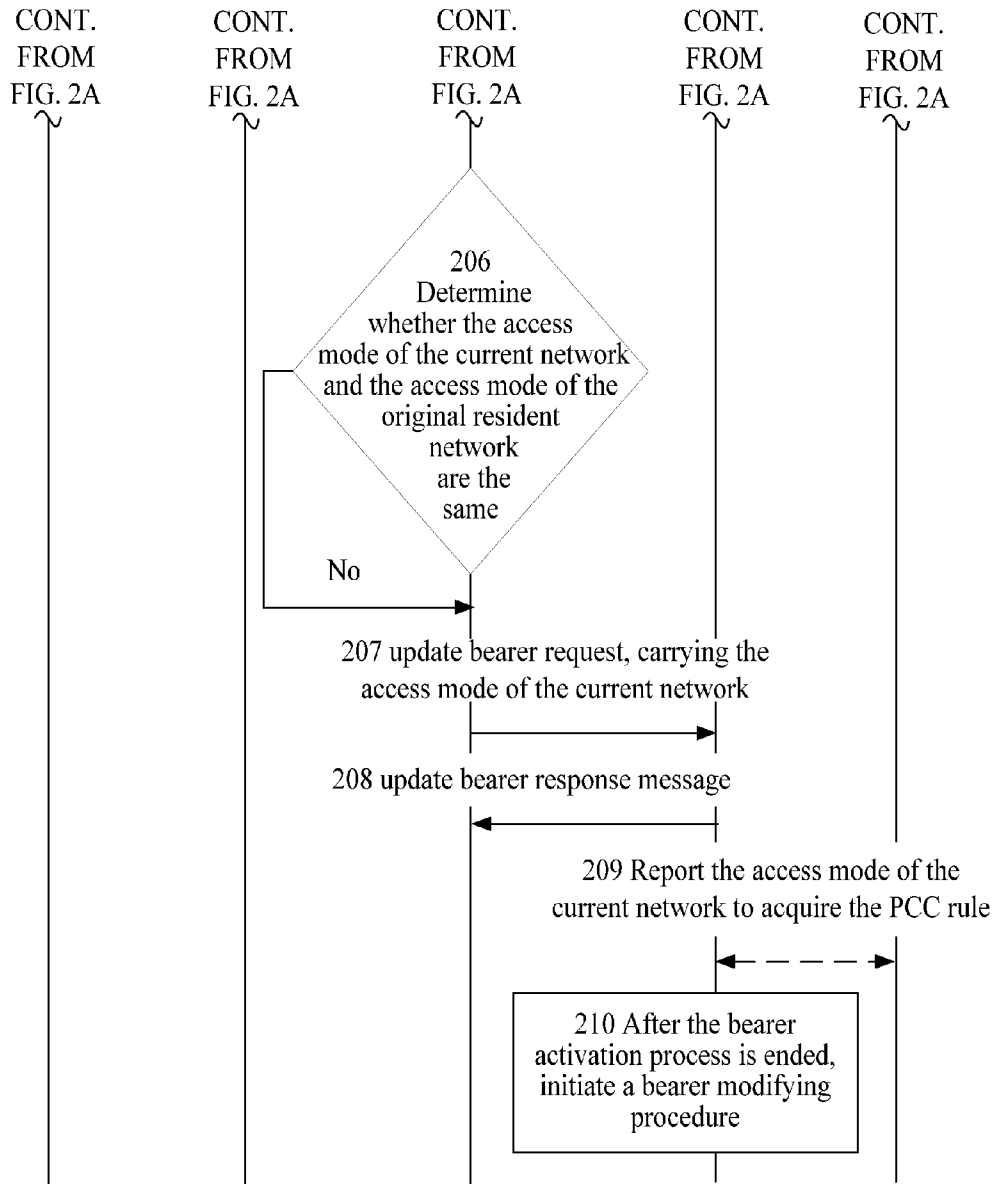 CONT.
FROM
FIG. 2A
CONT.
FROM
FIG. 2A
CONT.
FROM
FIG. 2A
CONT.
FROM
FIG. 2A
CONT.
FROM
FIG. 2A
206
Determine
whether the access
mode of the current network
and the access mode of the
original resident
network
are the
same
No
207 update bearer request, carrying the
access mode of the current network
208 update bearer response message
209 Report the access mode of the
current network to acquire the PCC rule
210 After the bearer
activation process is ended,
initiate a bearer modifying
procedure